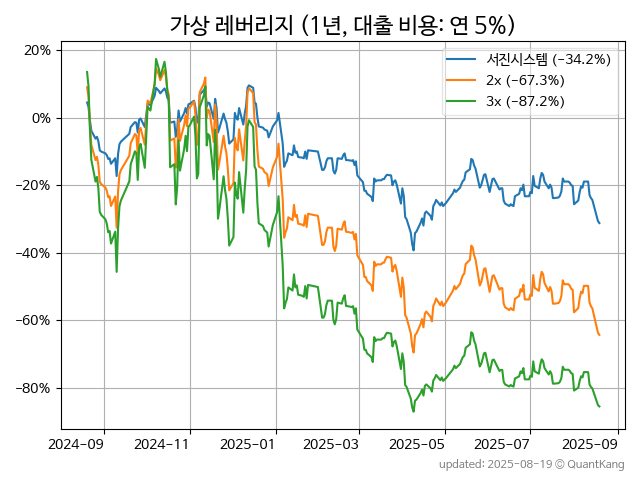 가상 레버리지 (1년, 대출 비용: 연 5%)
서진시스템 (−34.2%)
2x (−67.3%)
3x (−87.2%)
20%
0%
−20%
−40%
−60%
−80%
2024−09 2024−11 2025−01 2025−03 2025−05 2025−07 2025−09
updated: 2025-08-19 © QuantKang